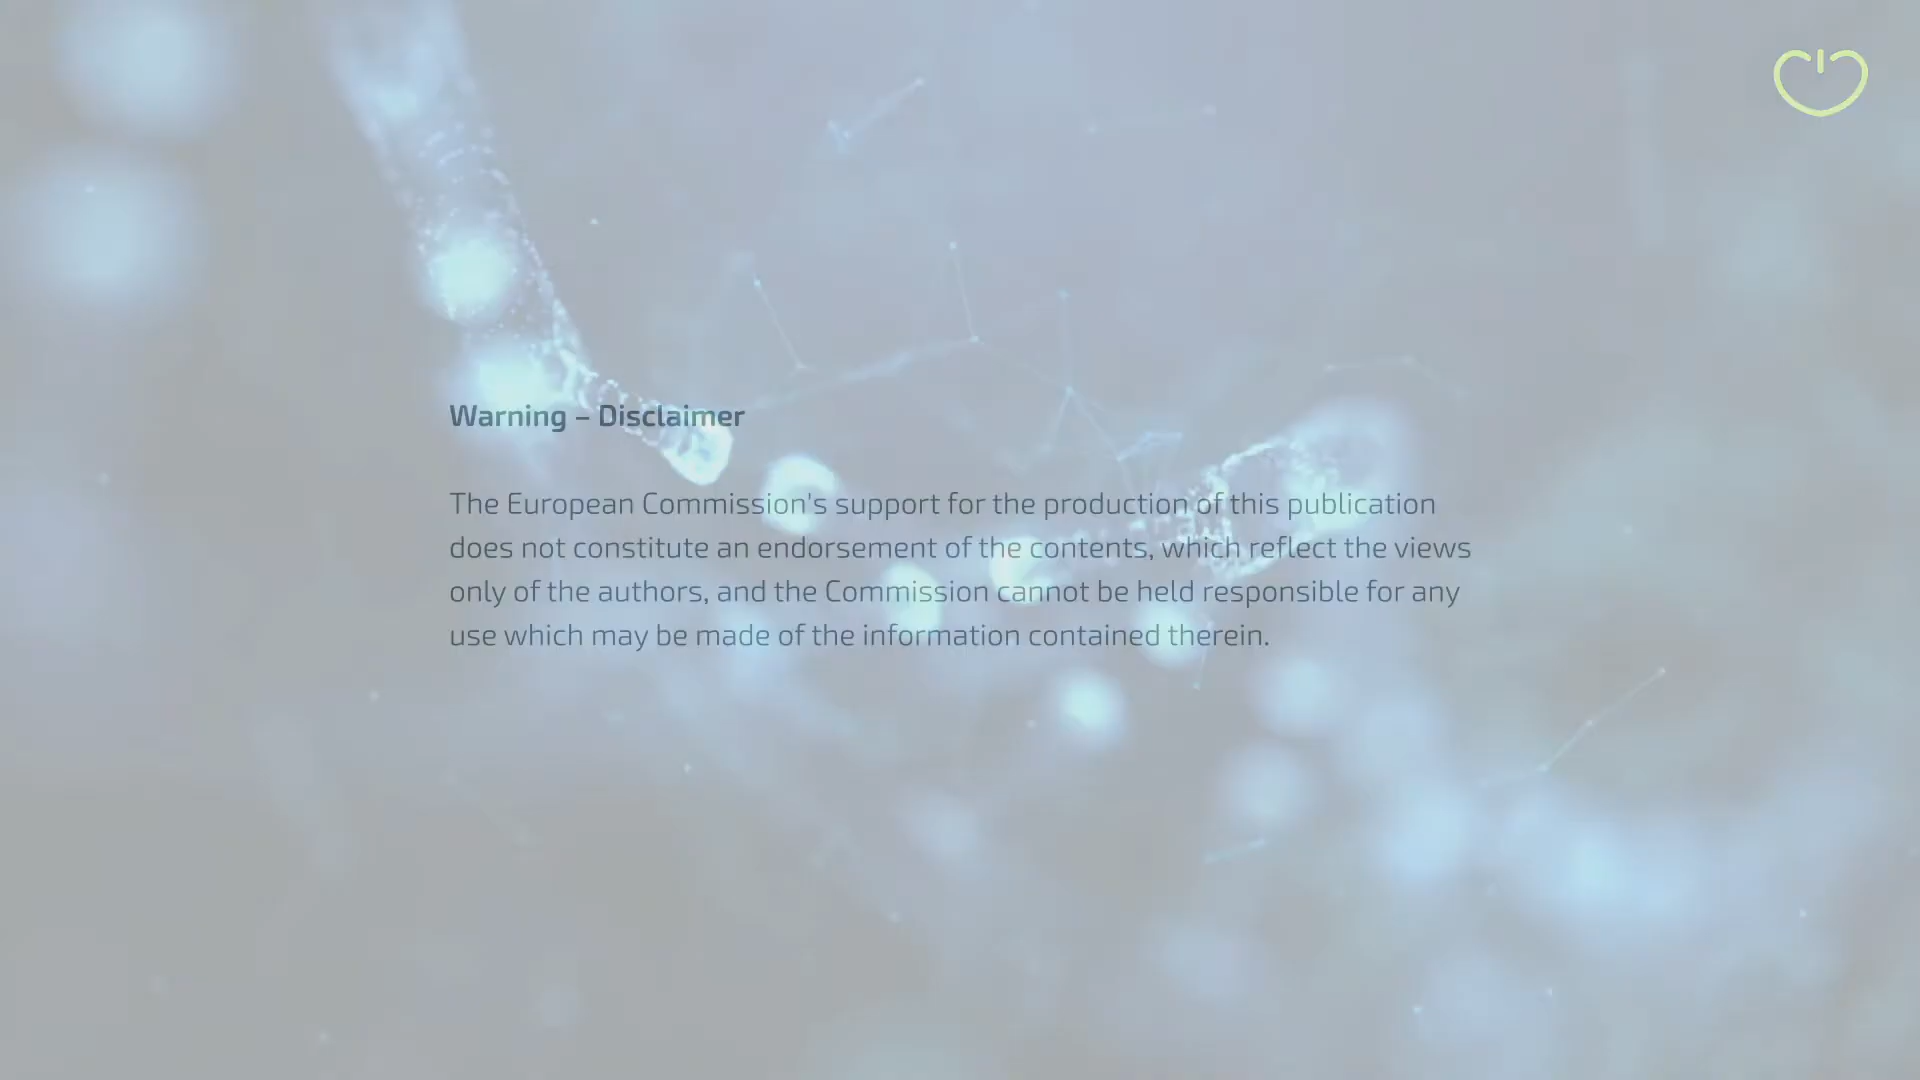 Warning – Disclaimer
The European Commission's support for the production of this publication
does not constitute an endorsement of the contents, which reflect the views
only of the authors, and the Commission cannot be held responsible for any
use which may be made of the information contained therein.